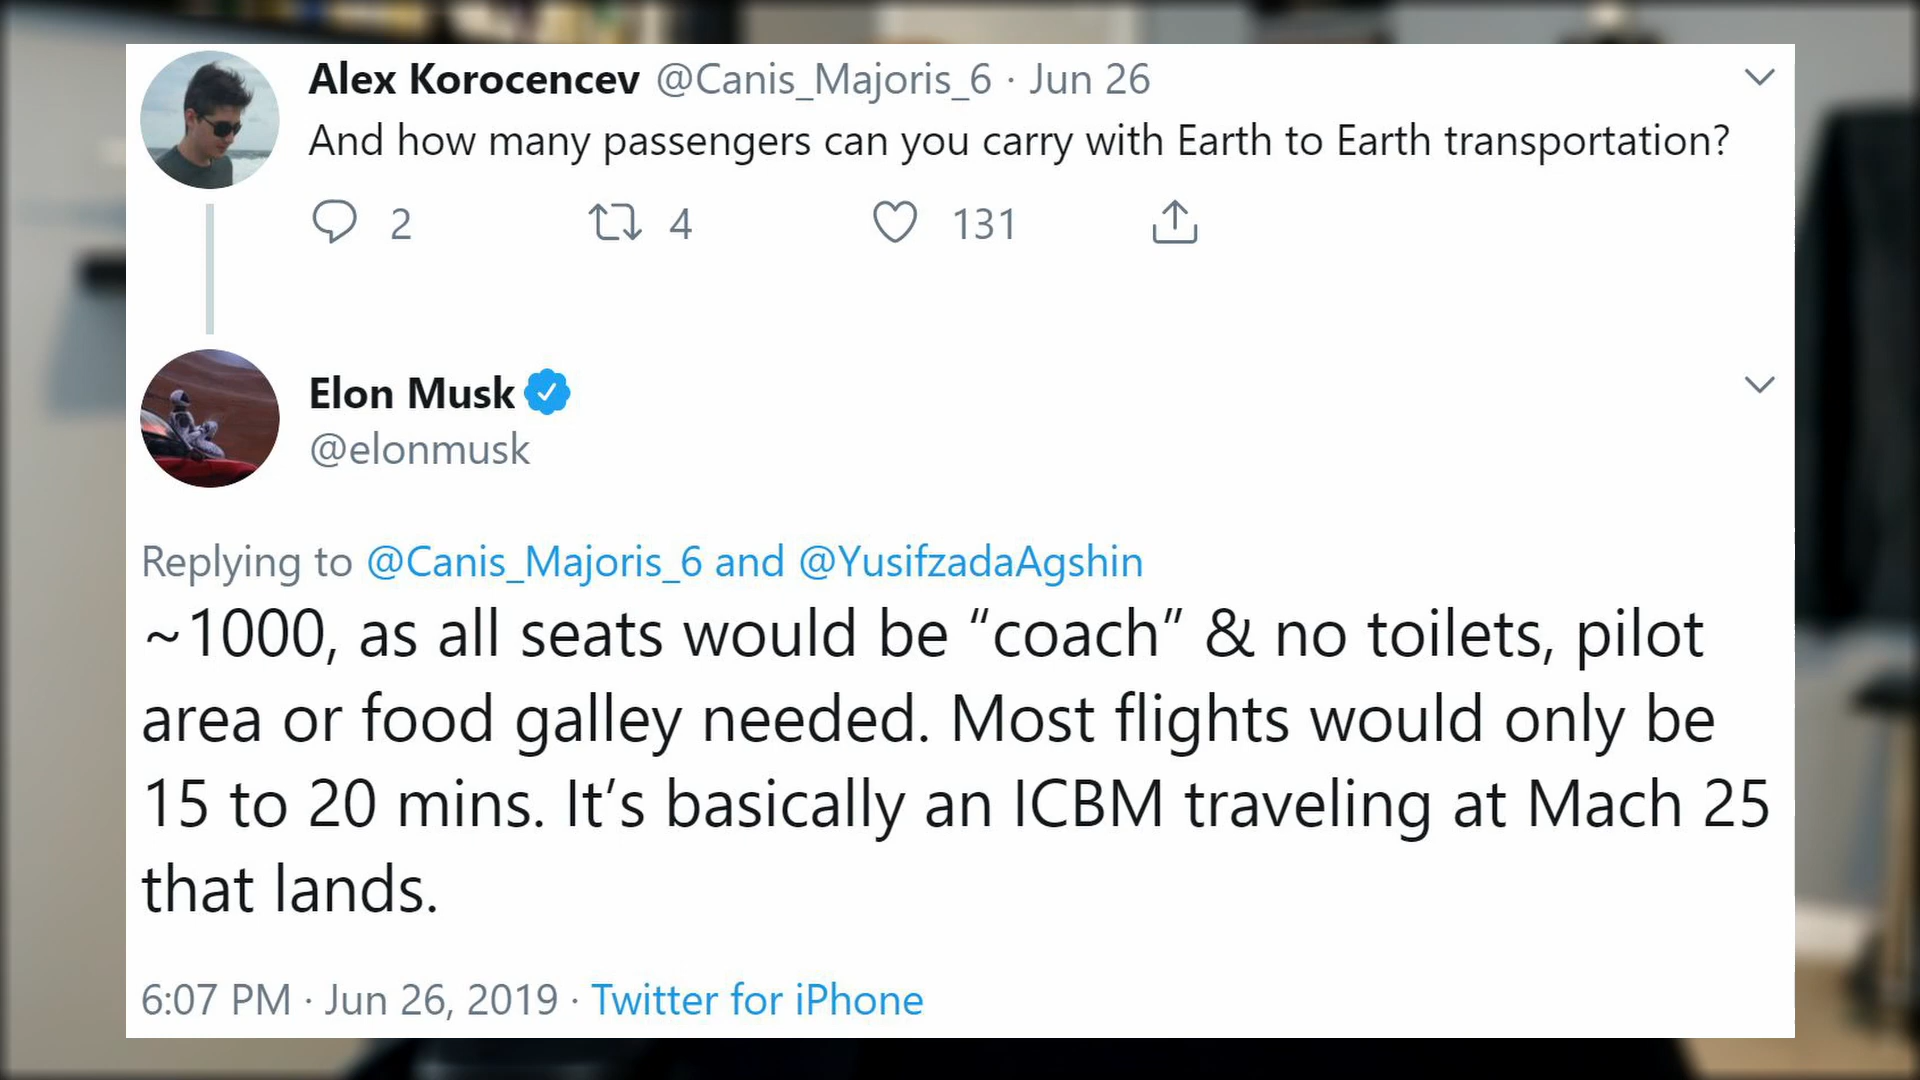 Alex Korocencev @Canis_Majoris_6 · Jun 26
And how many passengers can you carry with Earth to Earth transportation?
2 4 131
Elon Musk
@elonmusk
Replying to @Canis_Majoris_6 and @YusifzadaAgshin
~1000, as all seats would be “coach” & no toilets, pilot
area or food galley needed. Most flights would only be
15 to 20 mins. It’s basically an ICBM traveling at Mach 25
that lands.
6:07 PM · Jun 26, 2019 · Twitter for iPhone